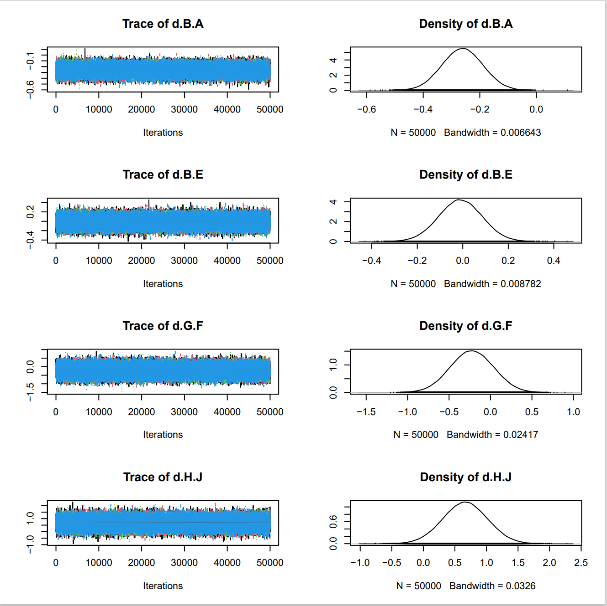 Trace of d.B.A
−0.6 −0.1
0 10000 20000 30000 40000 50000
Iterations
Density of d.B.A
0 2 4
−0.6 −0.4 −0.2 0.0
N = 50000 Bandwidth = 0.006643
Trace of d.B.E
−0.4 0.2
0 10000 20000 30000 40000 50000
Iterations
Density of d.B.E
0 2 4
−0.4 −0.2 0.0 0.2 0.4
N = 50000 Bandwidth = 0.008782
Trace of d.G.F
−1.5 0.0
0 10000 20000 30000 40000 50000
Iterations
Density of d.G.F
0.0 1.0
−1.5 −1.0 −0.5 0.0 0.5 1.0
N = 50000 Bandwidth = 0.02417
Trace of d.H.J
−1.0 1.0
0 10000 20000 30000 40000 50000
Iterations
Density of d.H.J
0.0 0.6
−1.0 −0.5 0.0 0.5 1.0 1.5 2.0 2.5
N = 50000 Bandwidth = 0.0326